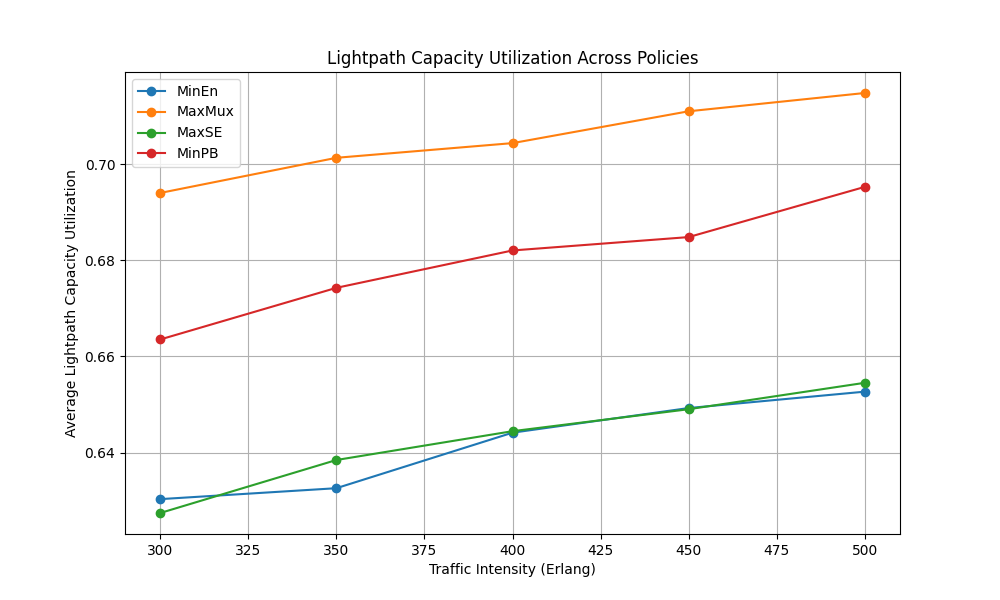 Lightpath Capacity Utilization Across Policies
MinEn
MaxMux
MaxSE
MinPB
Average Lightpath Capacity Utilization
0.70
0.68
0.66
0.64
300 325 350 375 400 425 450 475 500
Traffic Intensity (Erlang)